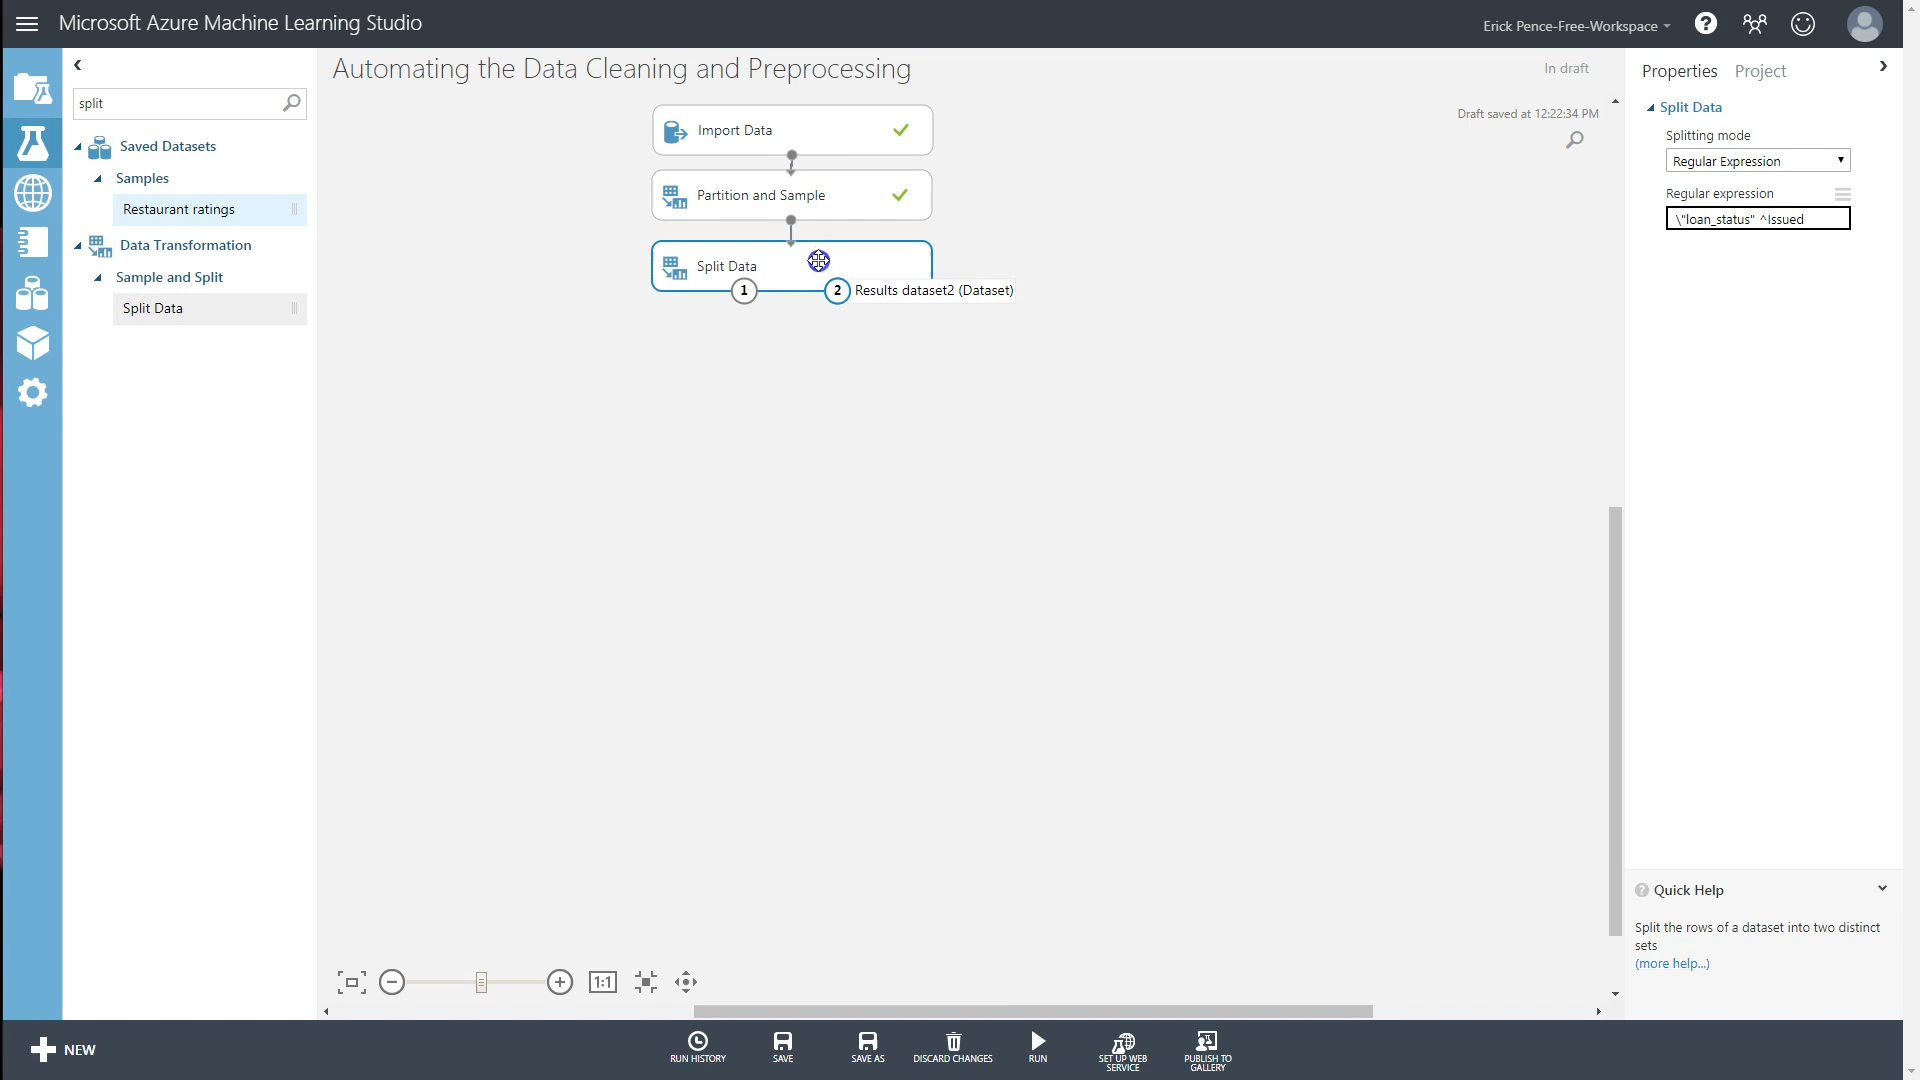 Microsoft Azure Machine Learning Studio
Erick Pence-Free-Workspace
split
Saved Datasets
Samples
Restaurant ratings
Data Transformation
Sample and Split
Split Data
Automating the Data Cleaning and Preprocessing
In draft
Draft saved at 12:22:34 PM
Import Data
Partition and Sample
Split Data
1
2
Results dataset2 (Dataset)
1:1
Properties
Project
Split Data
Splitting mode
Regular Expression
Regular expression
\"loan_status" ^Issued
Quick Help
Split the rows of a dataset into two distinct
sets
(more help...)
NEW
RUN HISTORY
SAVE
SAVE AS
DISCARD CHANGES
RUN
SET UP WEB
SERVICE
PUBLISH TO
GALLERY